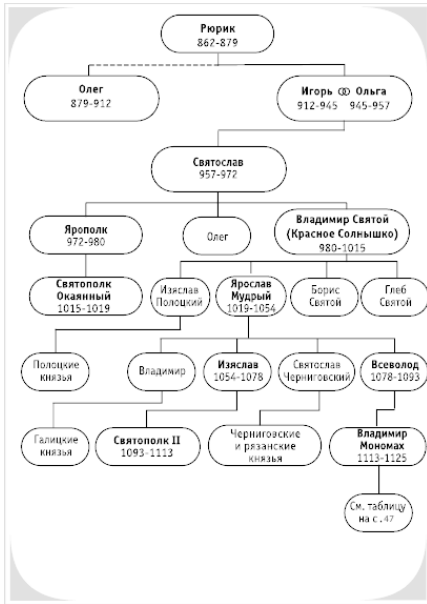 Рюрик
862-879
Олег
879-912
Игорь Ольга
912-945 945-957
Святослав
957-972
Ярополк
972-980
Олег
Владимир Святой
(Красное Солнышко)
980-1015
Святополк
Окаянный
1015-1019
Изяслав
Полоцкий
Ярослав
Мудрый
1019-1054
Борис
Святой
Глеб
Святой
Полоцкие
князья
Владимир
Изяслав
1054-1078
Святослав
Черниговский
Всеволод
1078-1093
Галицкие
князья
Святополк II
1093-1113
Черниговские
и рязанские
князья
Владимир
Мономах
1113-1125
См. таблицу
на с.47